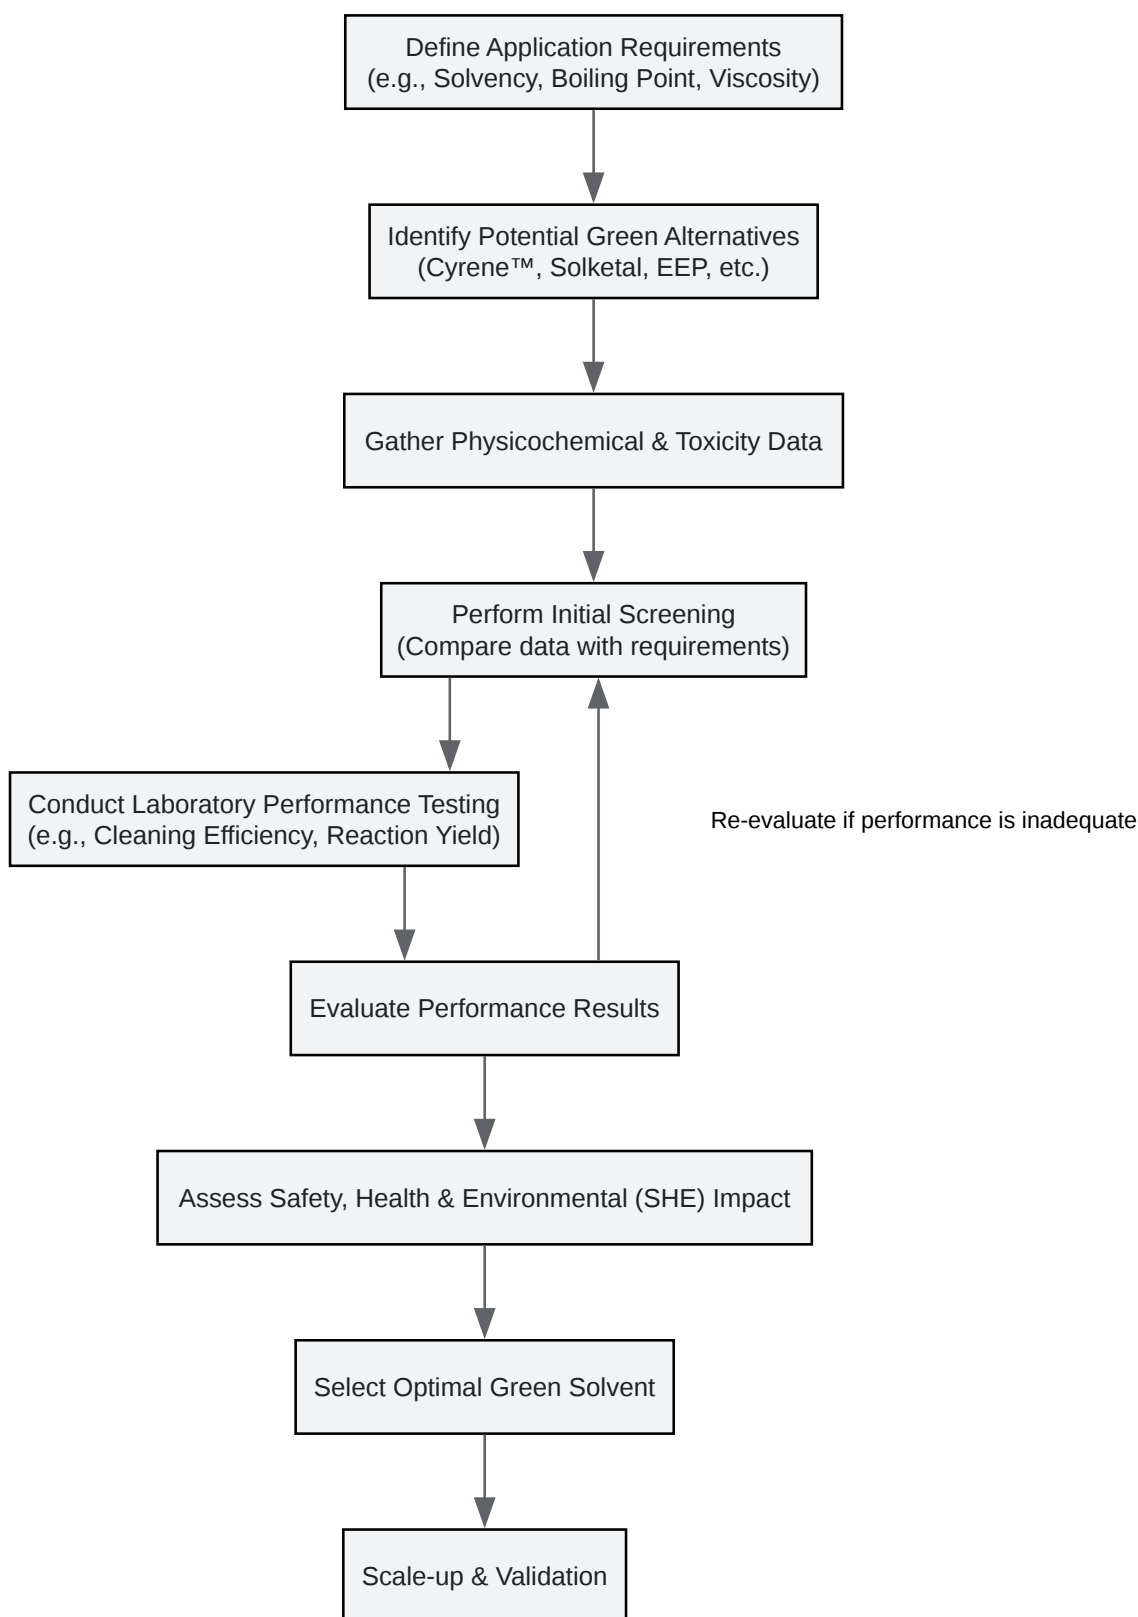 Define Application Requirements
(e.g., Solvency, Boiling Point, Viscosity)
Identify Potential Green Alternatives
(Cyrene™, Solketal, EEP, etc.)
Gather Physicochemical & Toxicity Data
Perform Initial Screening
(Compare data with requirements)
Conduct Laboratory Performance Testing
(e.g., Cleaning Efficiency, Reaction Yield)
Re-evaluate if performance is inadequate
Evaluate Performance Results
Assess Safety, Health & Environmental (SHE) Impact
Select Optimal Green Solvent
Scale-up & Validation